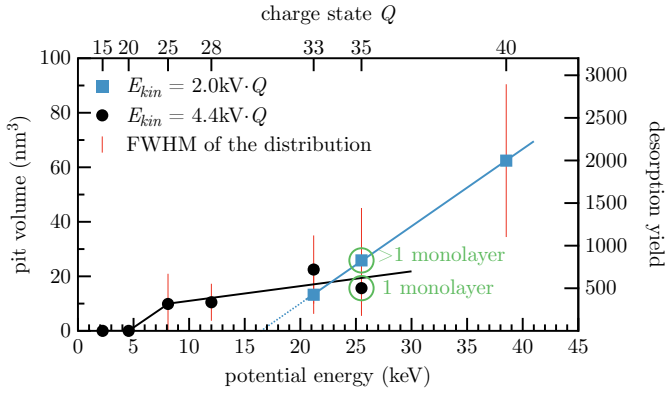 charge state Q
15 20 25 28 33 35 40
100
80
60
40
20
0
pit volume (nm³)
E_kin = 2.0kV·Q
E_kin = 4.4kV·Q
FWHM of the distribution
>1 monolayer
1 monolayer
3000
2500
2000
1500
1000
500
desorption yield
0 5 10 15 20 25 30 35 40 45
potential energy (keV)